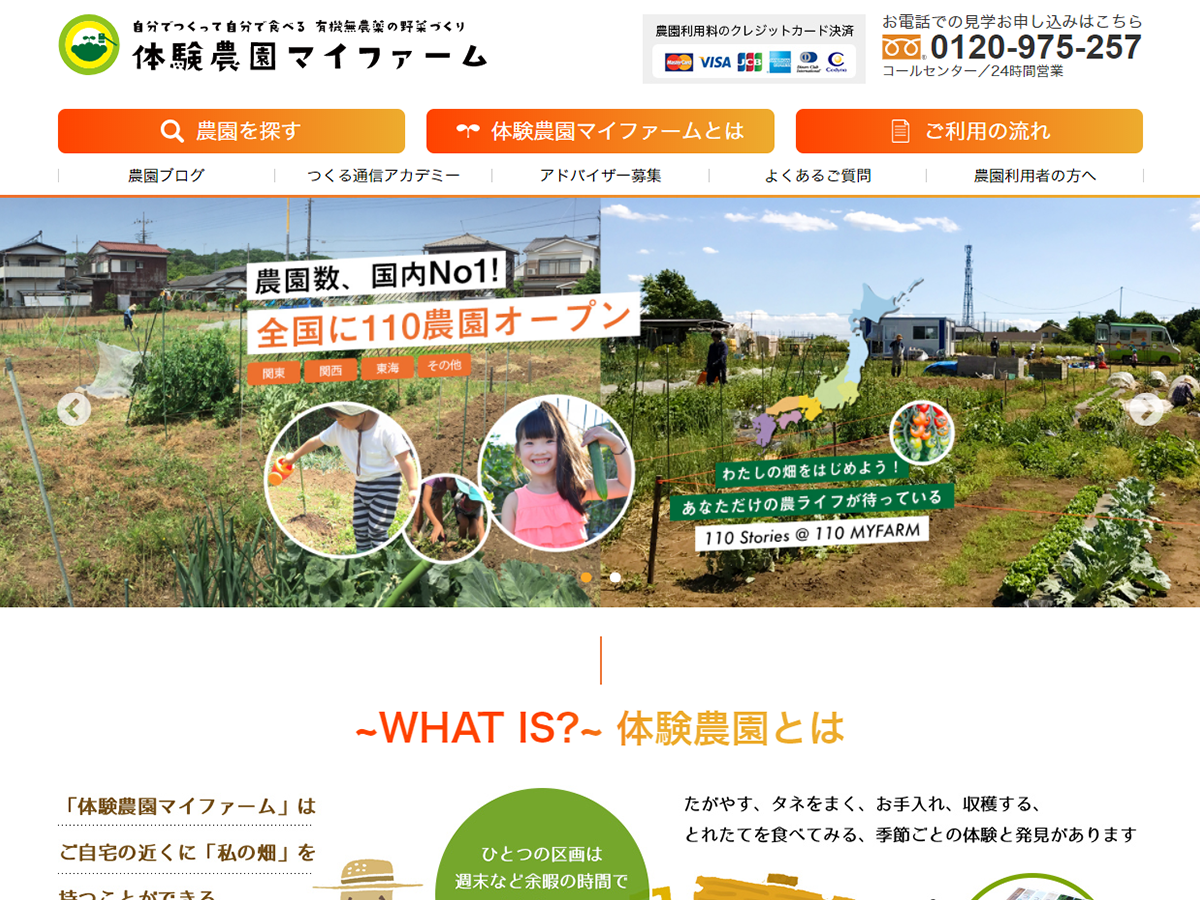 自分でつくって自分で食べる 有機無農薬の野菜づくり
体験農園マイファーム
農園利用料のクレジットカード決済
MasterCard VISA JCB Diners Club International Cedyna
お電話での見学お申し込みはこちら
0120-975-257
コールセンター／24時間営業
農園を探す
体験農園マイファームとは
ご利用の流れ
農園ブログ
つくる通信アカデミー
アドバイザー募集
よくあるご質問
農園利用者の方へ
農園数、国内No1!
全国に110農園オープン
関東 関西 東海 その他
わたしの畑をはじめよう！
あなただけの農ライフが待っている
110 Stories @ 110 MYFARM
~WHAT IS?~ 体験農園とは
「体験農園マイファーム」は
ご自宅の近くに「私の畑」を
持つことができる
ひとつの区画は
週末など余暇の時間で
たがやす、タネをまく、お手入れ、収穫する、
とれたてを食べてみる、季節ごとの体験と発見があります